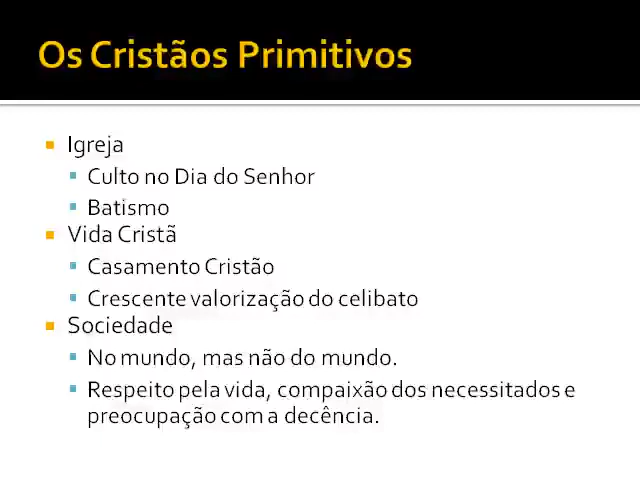 Os Cristãos Primitivos
Igreja
Culto no Dia do Senhor
Batismo
Vida Cristã
Casamento Cristão
Crescente valorização do celibato
Sociedade
No mundo, mas não do mundo.
Respeito pela vida, compaixão dos necessitados e
preocupação com a decência.